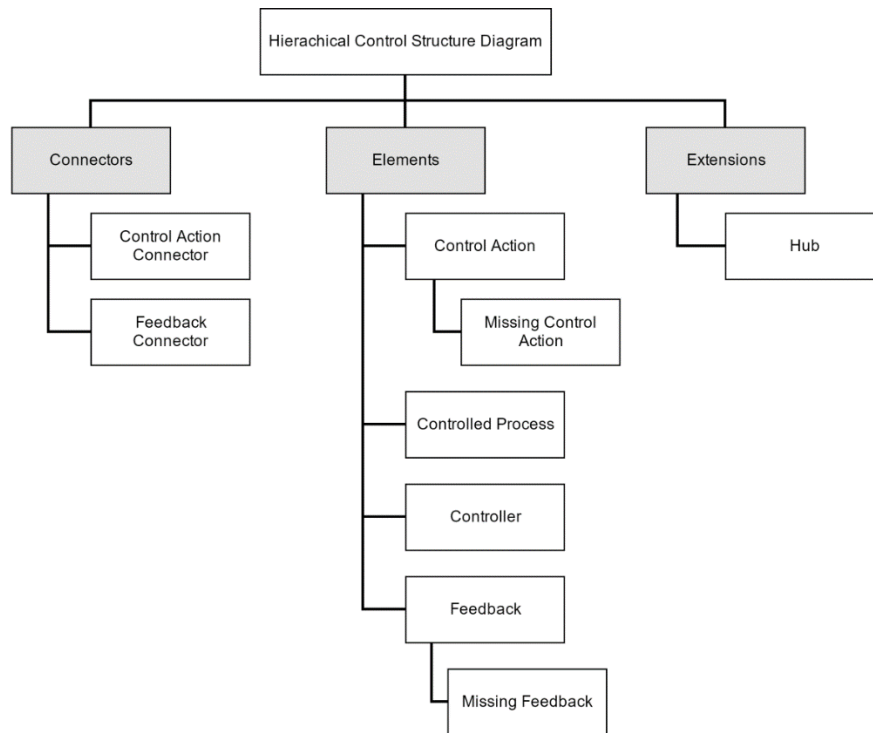 Hierachical Control Structure Diagram
Connectors
Elements
Extensions
Control Action
Connector
Control Action
Hub
Feedback
Connector
Missing Control
Action
Controlled Process
Controller
Feedback
Missing Feedback